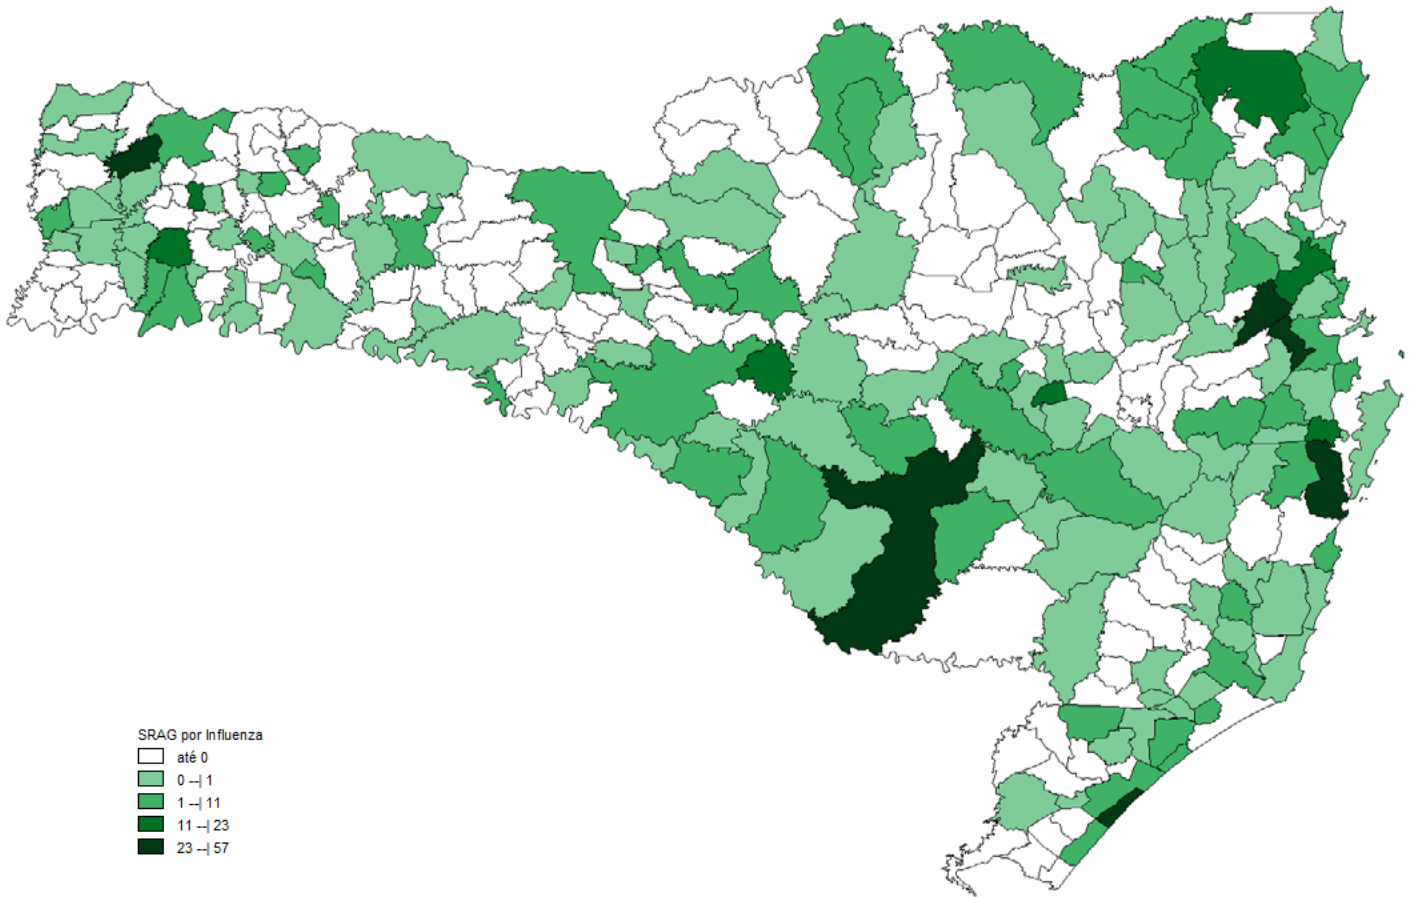 SRAG por Influenza
até 0
0 --| 1
1 --| 11
11 --| 23
23 --| 57